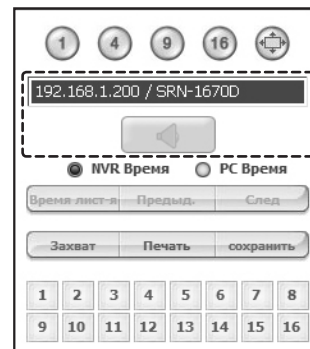 1 4 9 16
192.168.1.200 / SRN-1670D
NVR Время PC Время
Время лист-я Предыд. След
Захват Печать сохранить
1 2 3 4 5 6 7 8
9 10 11 12 13 14 15 16